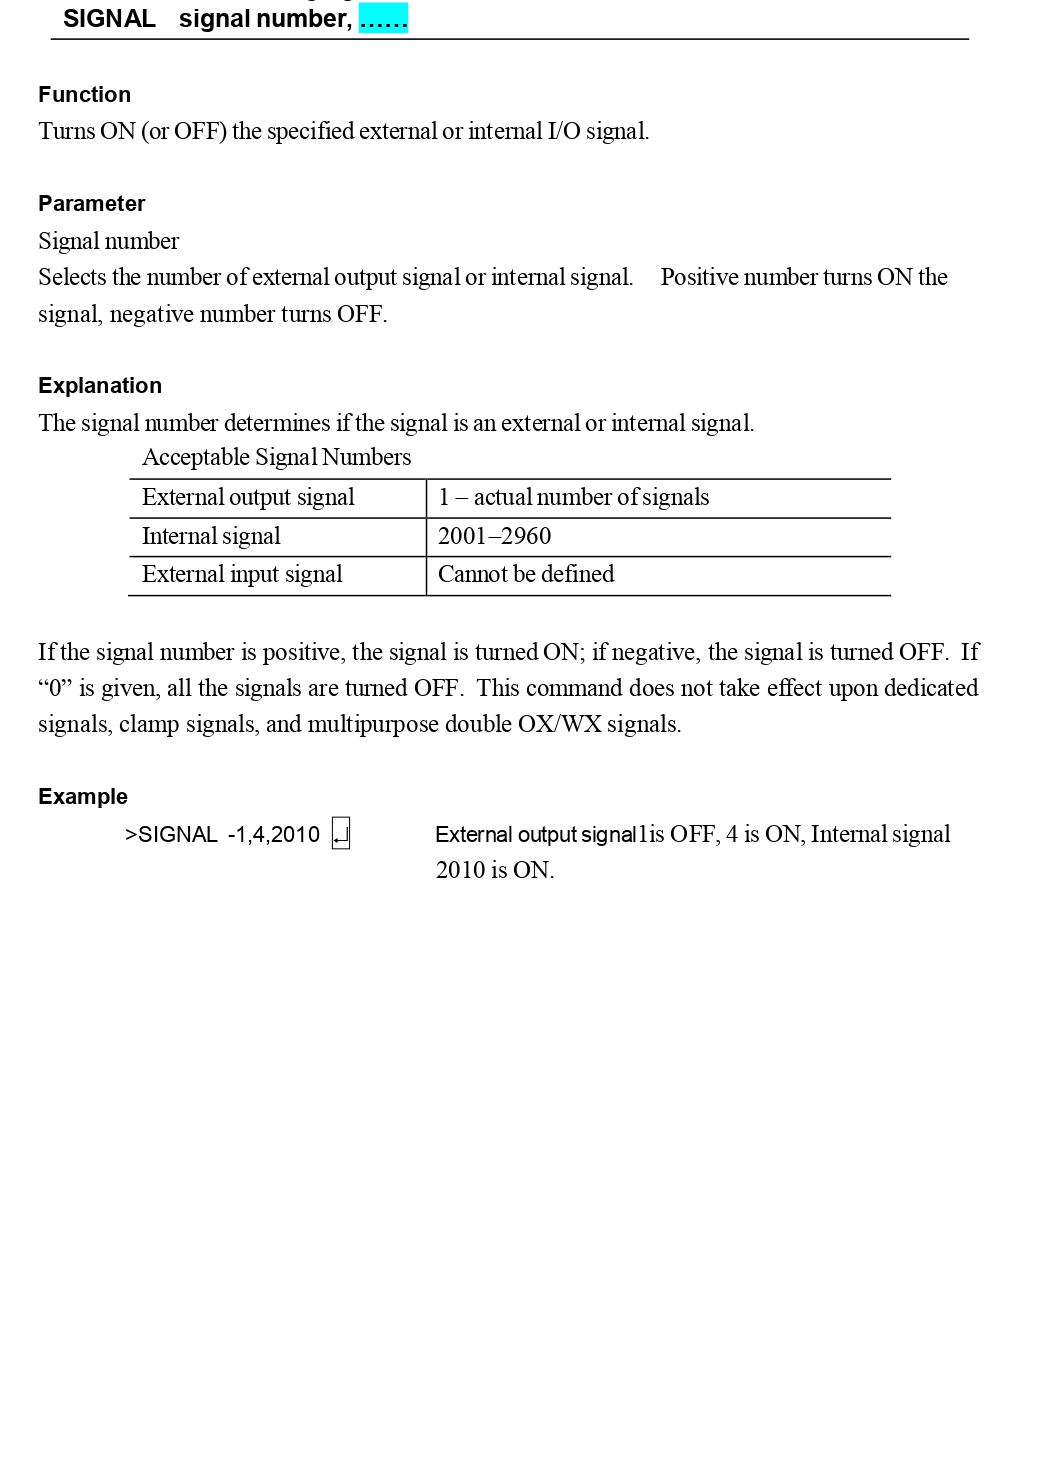 SIGNAL signal number, ......
Function
Turns ON (or OFF) the specified external or internal I/O signal.
Parameter
Signal number
Selects the number of external output signal or internal signal. Positive number turns ON the
signal, negative number turns OFF.
Explanation
The signal number determines if the signal is an external or internal signal.
Acceptable Signal Numbers
External output signal 1 – actual number of signals
Internal signal 2001–2960
External input signal Cannot be defined
If the signal number is positive, the signal is turned ON; if negative, the signal is turned OFF. If
“0” is given, all the signals are turned OFF. This command does not take effect upon dedicated
signals, clamp signals, and multipurpose double OX/WX signals.
Example
>SIGNAL -1,4,2010 ↵ External output signal1is OFF, 4 is ON, Internal signal
2010 is ON.